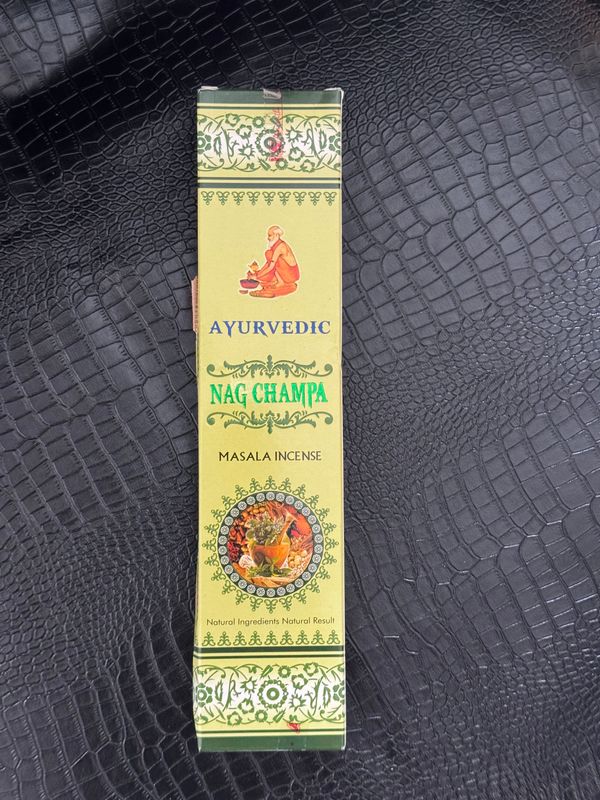 AYURVEDIC
NAG CHAMPA
MASALA INCENSE
Natural Ingredients Natural Result